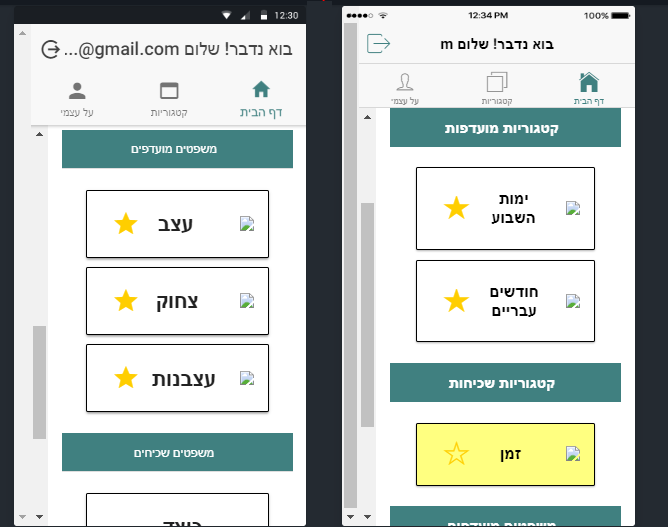 12:30
בוא נדבר! שלום m...@gmail.com
דף הבית
קטגוריות
על עצמי
משפטים מועדפים
עצב
צחוק
עצבנות
משפטים שכיחים
12:34 PM
100%
בוא נדבר! שלום m
דף הבית
קטגוריות
על עצמי
קטגוריות מועדפות
ימות
השבוע
חודשים
עבריים
קטגוריות שכיחות
זמן
משפטים מועדפים